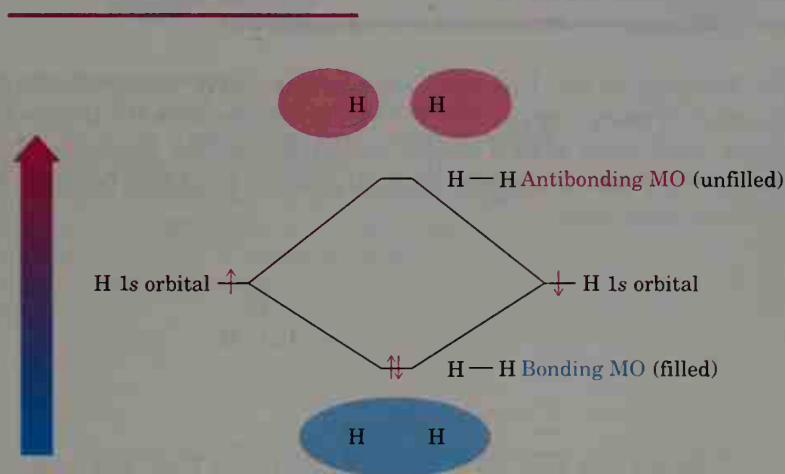 H H
H — H Antibonding MO (unfilled)
H 1s orbital H 1s orbital
H — H Bonding MO (filled)
H H